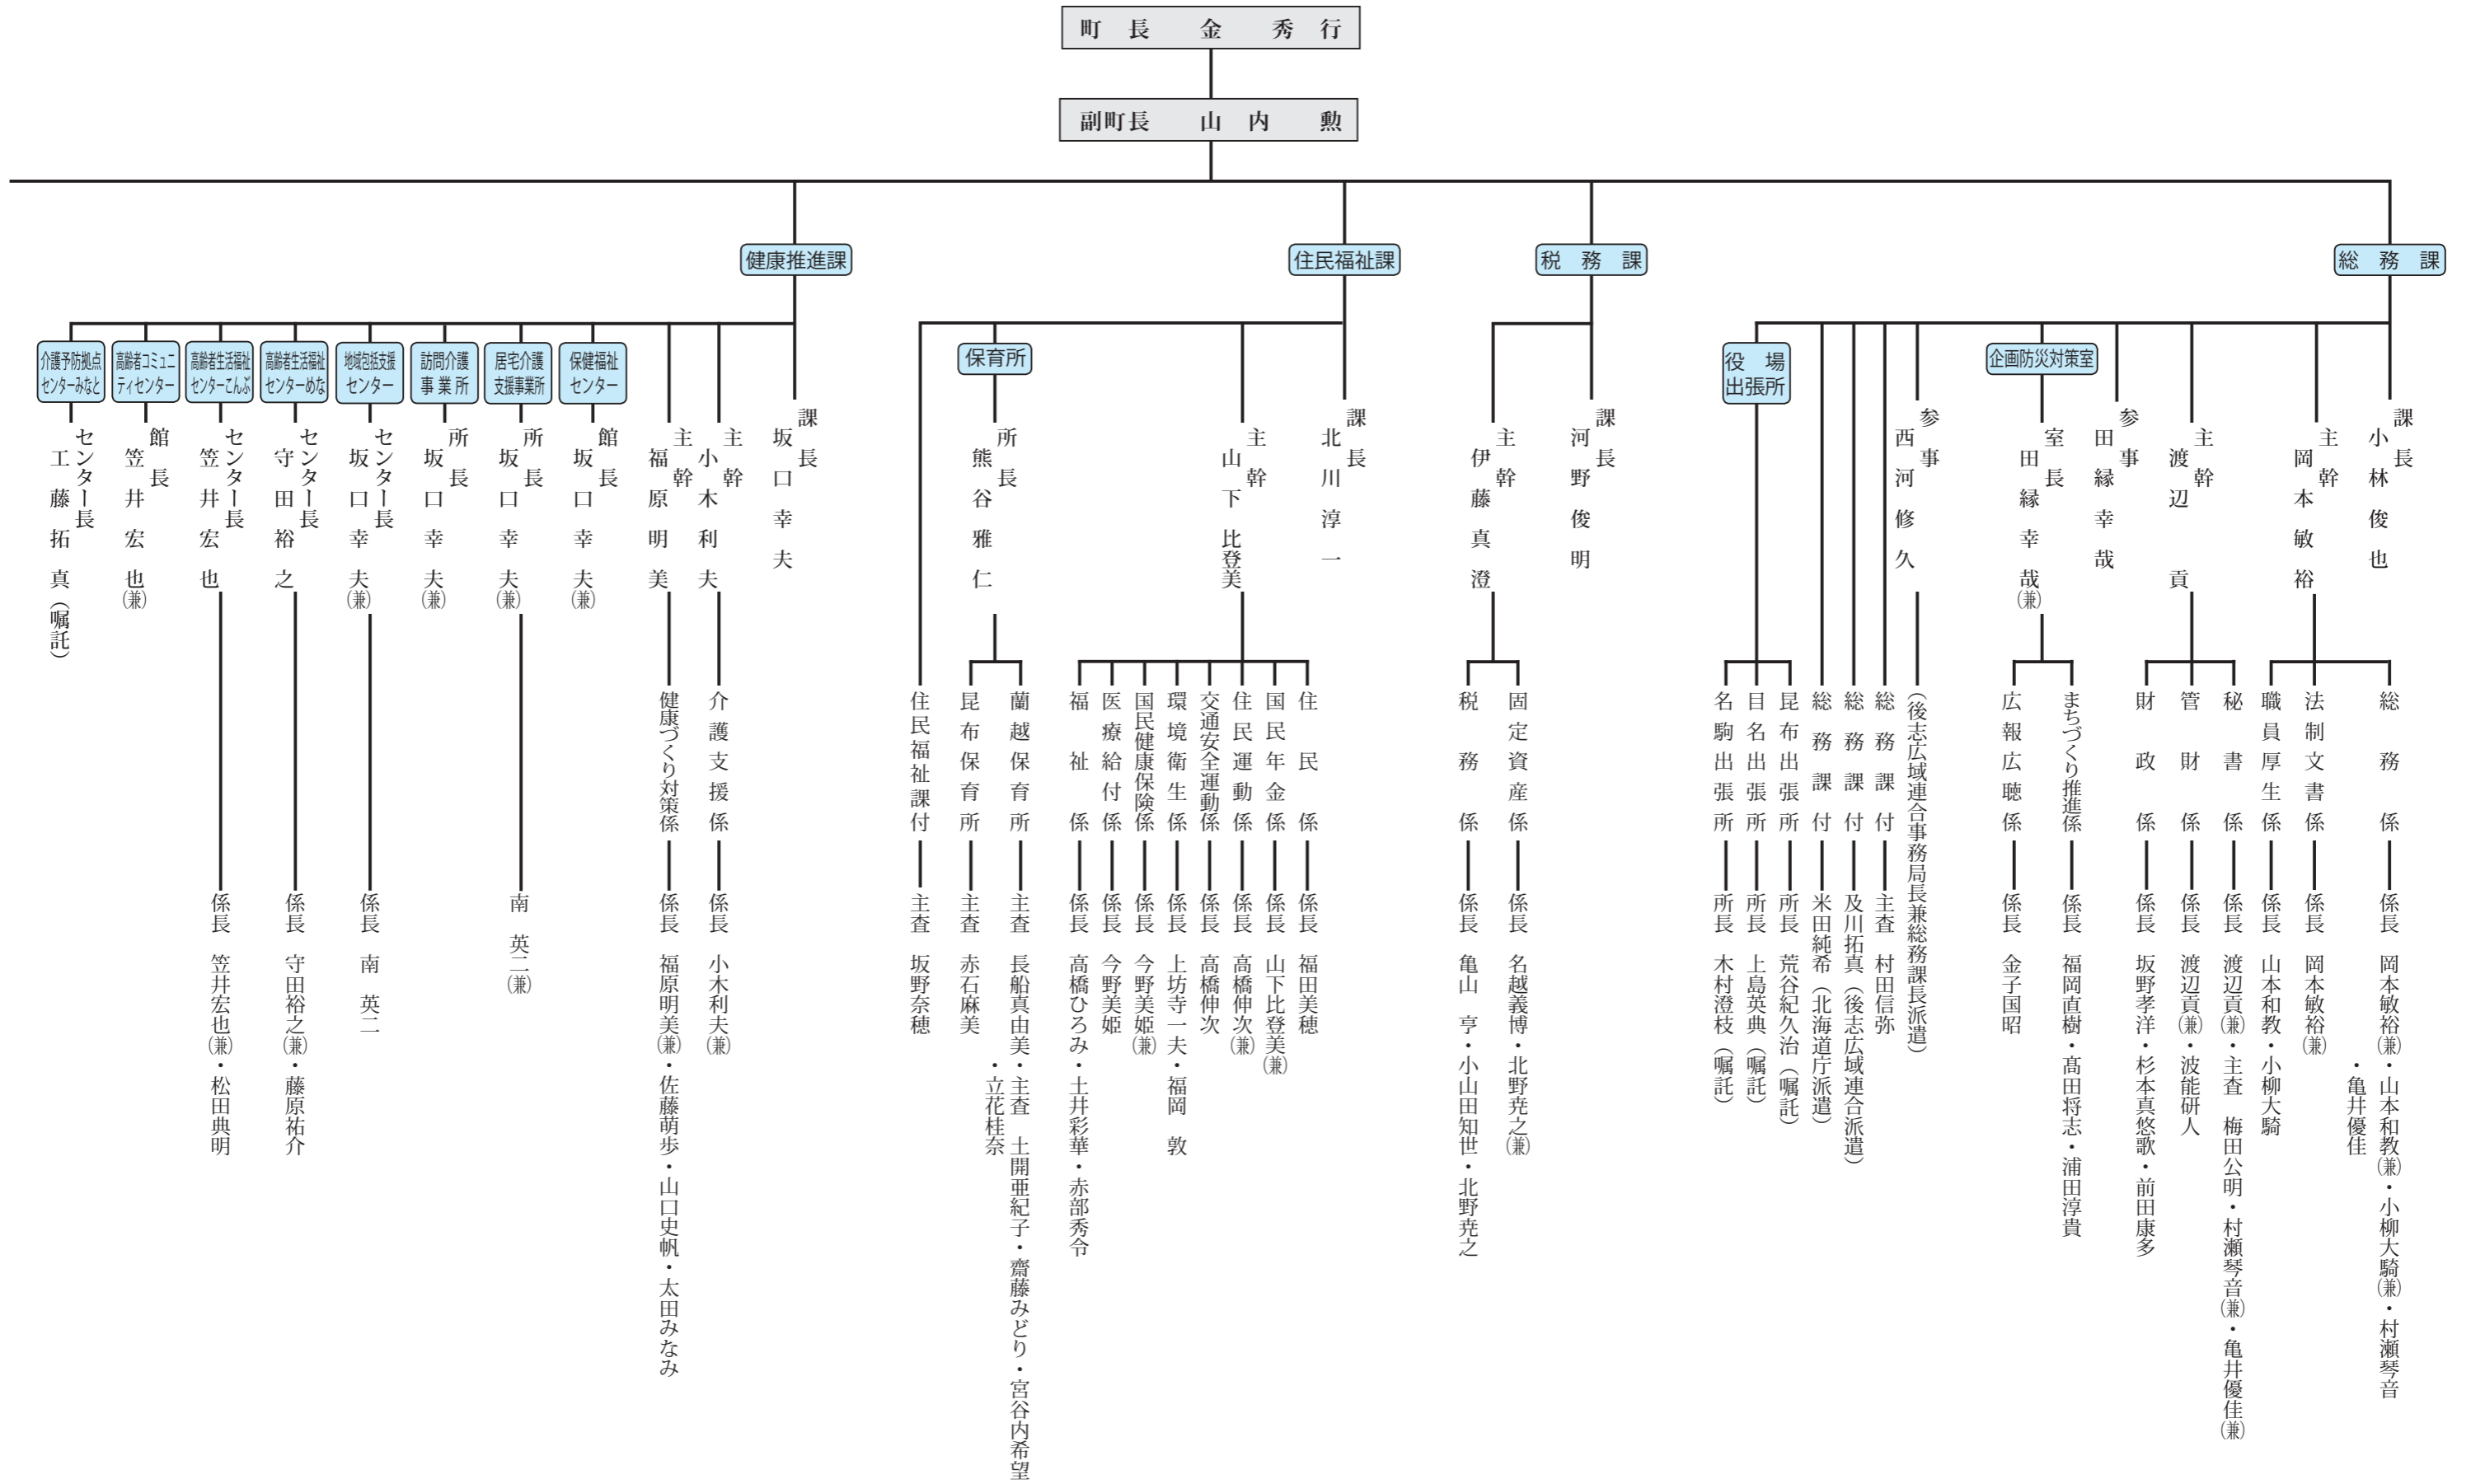 町長 金 秀行
副町長 山内 勲
総務課
課長 小林俊也
主幹 岡本敏裕
総務係 係長 岡本敏裕(兼)・山本和教(兼)・小柳大騎(兼)・村瀬琴音
・亀井優佳
法制文書係 係長 岡本敏裕(兼)
職員厚生係 係長 山本和教・小柳大騎
主幹 渡辺 貢
秘書係 係長 渡辺貢(兼)・主査 梅田公明・村瀬琴音(兼)・亀井優佳(兼)
管財係 係長 渡辺貢(兼)・波能研人
財政係 係長 坂野孝洋・杉本真悠歌・前田康多
参事 田縁幸哉
企画防災対策室
室長 田縁幸哉(兼)
まちづくり推進係 係長 福岡直樹・髙田将志・浦田淳貴
広報広聴係 係長 金子国昭
参事 西河修久
(後志広域連合事務局長兼総務課長派遣)
総務課付 主査 村田信弥
総務課付 及川拓真(後志広域連合派遣)
総務課付 米田純希(北海道庁派遣)
役場
出張所
昆布出張所 所長 荒谷紀久治(嘱託)
目名出張所 所長 上島英典(嘱託)
名駒出張所 所長 木村澄枝(嘱託)
税務課
課長 河野俊明
主幹 伊藤真澄
固定資産係 係長 名越義博・北野尭之(兼)
税務係 係長 亀山 亨・小山田知世・北野尭之
住民福祉課
課長 北川淳一
主幹 山下比登美
住民係 係長 福田美穂
国民年金係 係長 山下比登美(兼)
住民運動係 係長 高橋伸次(兼)
交通安全運動係 係長 高橋伸次
環境衛生係 係長 上坊寺一夫・福岡 敦
国民健康保険係 係長 今野美姫(兼)
医療給付係 係長 今野美姫
福祉係 係長 高橋ひろみ・土井彩華・赤部秀令
保育所
所長 熊谷雅仁
蘭越保育所 主査 長船真由美・主査 土開亜紀子・齋藤みどり・宮谷内希望
・立花桂奈
昆布保育所 主査 赤石麻美
住民福祉課付 主査 坂野奈穂
健康推進課
課長 坂口幸夫
主幹 小木利夫
介護支援係 係長 小木利夫(兼)
主幹 福原明美
健康づくり対策係 係長 福原明美(兼)・佐藤萌歩・山口史帆・太田みなみ
保健福祉
センター
館長 坂口幸夫(兼)
居宅介護
支援事業所
所長 坂口幸夫(兼)
南 英二(兼)
訪問介護
事業所
所長 坂口幸夫(兼)
地域包括支援
センター
センター長 坂口幸夫(兼)
係長 南 英二
高齢者生活福祉
センターめな
センター長 守田裕之
係長 守田裕之(兼)・藤原祐介
高齢者生活福祉
センターこんぶ
センター長 笠井宏也
係長 笠井宏也(兼)・松田典明
高齢者コミュニ
ティセンター
館長 笠井宏也(兼)
介護予防拠点
センターみなと
センター長 工藤拓真(嘱託)